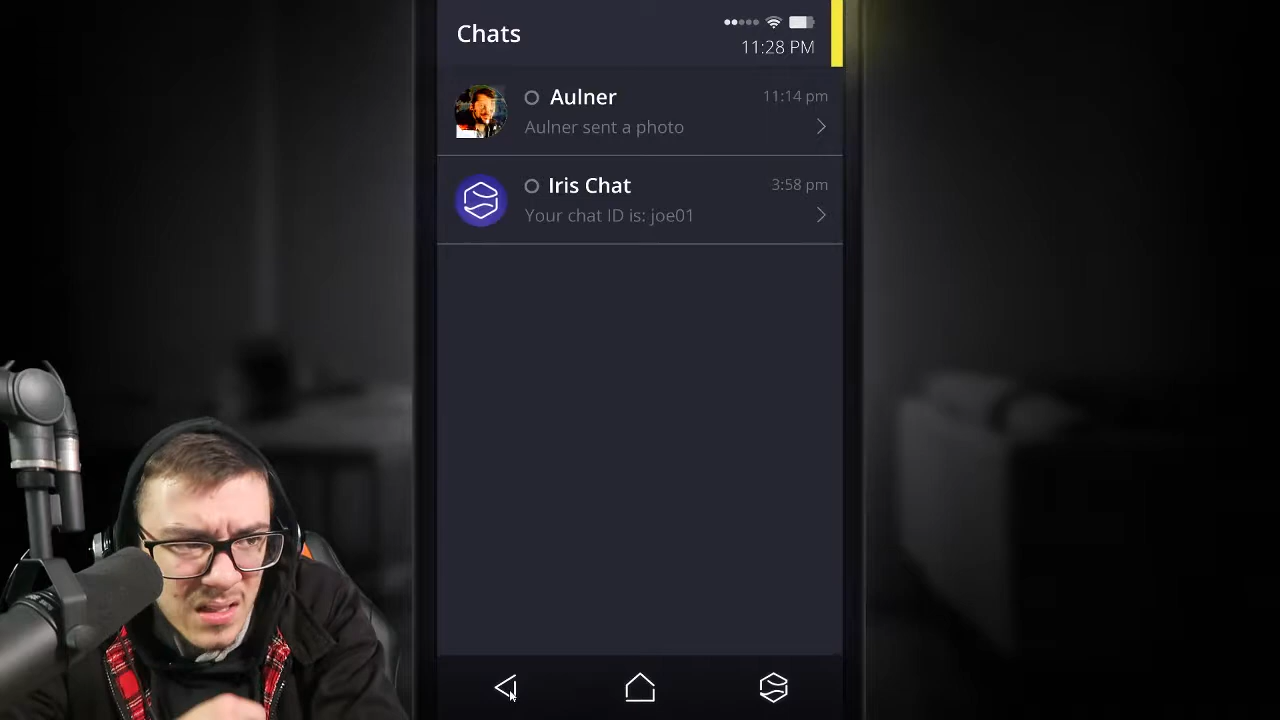 Chats
11:28 PM
Aulner
11:14 pm
Aulner sent a photo
Iris Chat
3:58 pm
Your chat ID is: joe01